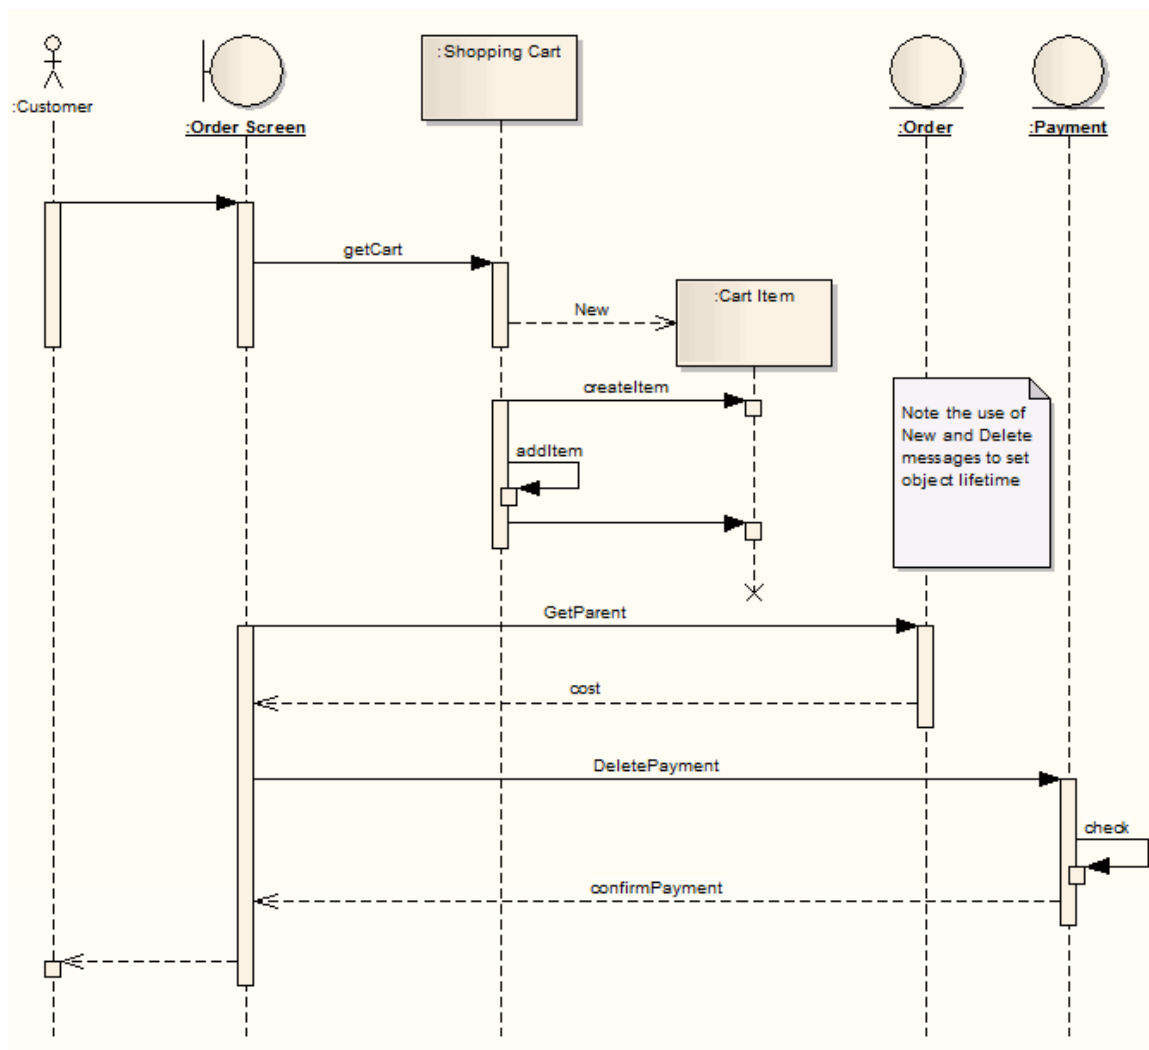 :Customer
:Order Screen
:Shopping Cart
:Order
:Payment
getCart
:Cart Item
New
createItem
addItem
Note the use of
New and Delete
messages to set
object lifetime
GetParent
cost
DeletePayment
check
confirmPayment